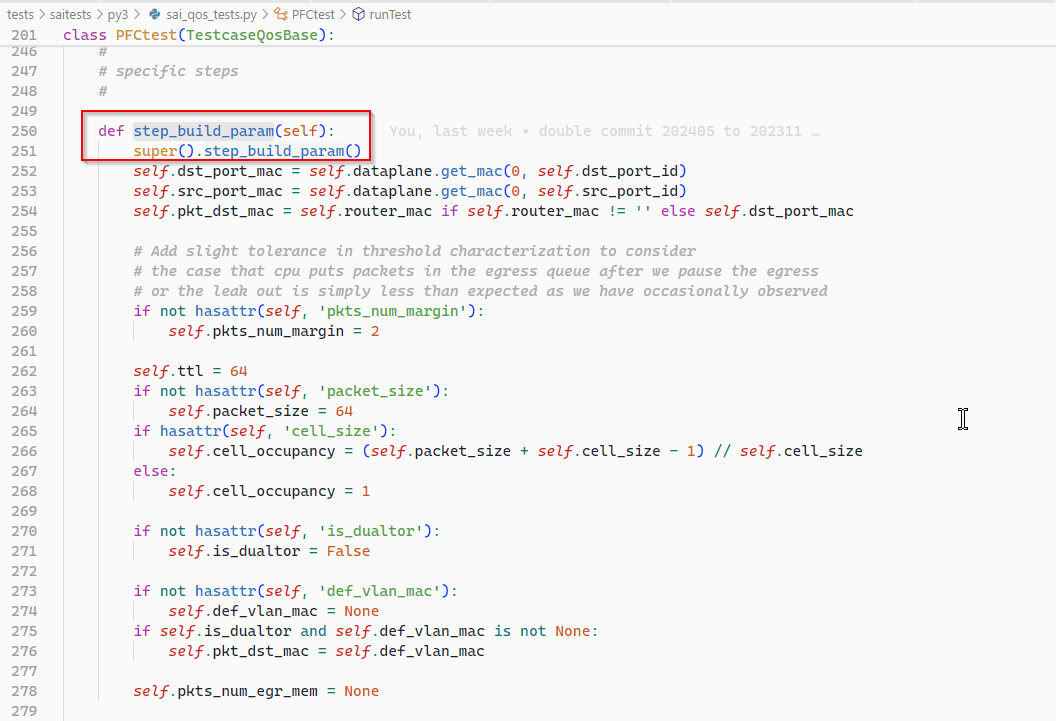 tests > saitests > py3 > sai_qos_tests.py > PFCtest > runTest
201 class PFCtest(TestcaseQosBase):
246 #
247 # specific steps
248 #
249
250 def step_build_param(self): You, last week • double commit 202405 to 202311 …
251 super().step_build_param()
252 self.dst_port_mac = self.dataplane.get_mac(0, self.dst_port_id)
253 self.src_port_mac = self.dataplane.get_mac(0, self.src_port_id)
254 self.pkt_dst_mac = self.router_mac if self.router_mac != '' else self.dst_port_mac
255
256 # Add slight tolerance in threshold characterization to consider
257 # the case that cpu puts packets in the egress queue after we pause the egress
258 # or the leak out is simply less than expected as we have occasionally observed
259 if not hasattr(self, 'pkts_num_margin'):
260 self.pkts_num_margin = 2
261
262 self.ttl = 64
263 if not hasattr(self, 'packet_size'):
264 self.packet_size = 64
265 if hasattr(self, 'cell_size'):
266 self.cell_occupancy = (self.packet_size + self.cell_size - 1) // self.cell_size
267 else:
268 self.cell_occupancy = 1
269
270 if not hasattr(self, 'is_dualtor'):
271 self.is_dualtor = False
272
273 if not hasattr(self, 'def_vlan_mac'):
274 self.def_vlan_mac = None
275 if self.is_dualtor and self.def_vlan_mac is not None:
276 self.pkt_dst_mac = self.def_vlan_mac
277
278 self.pkts_num_egr_mem = None
279